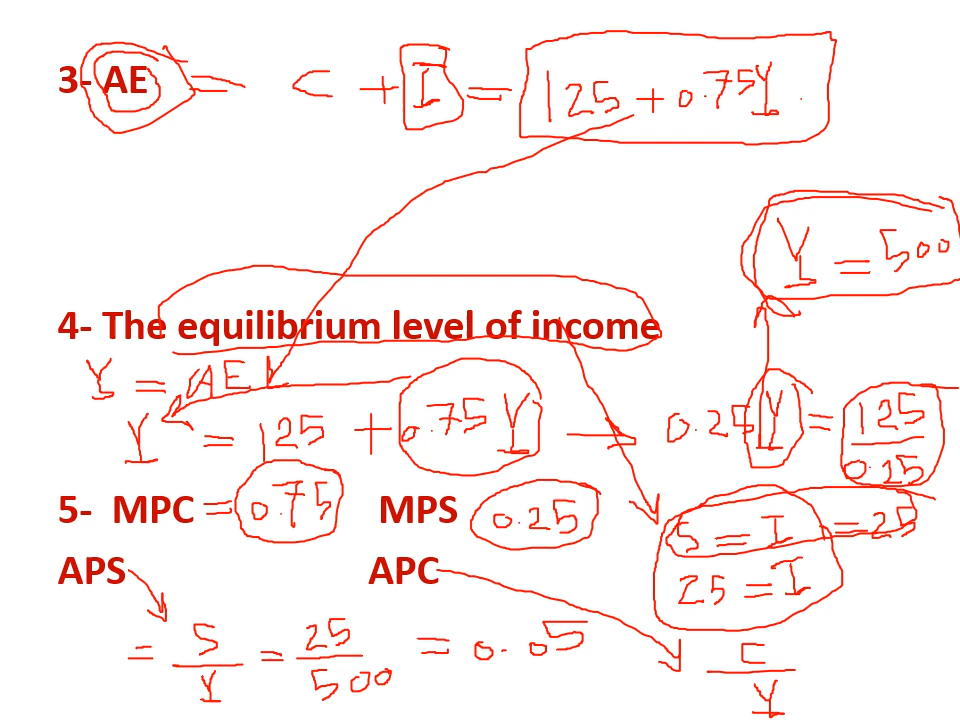 3- AE = C + I = 125 + 0.75Y
Y = 500
4- The equilibrium level of income
Y = AE
Y = 125 + 0.75Y → 0.25Y = 125 / 0.25
5- MPC = 0.75 MPS 0.25 S = I = 25
APS APC 25 = I
= S / Y = 25 / 500 = 0.05 C / Y